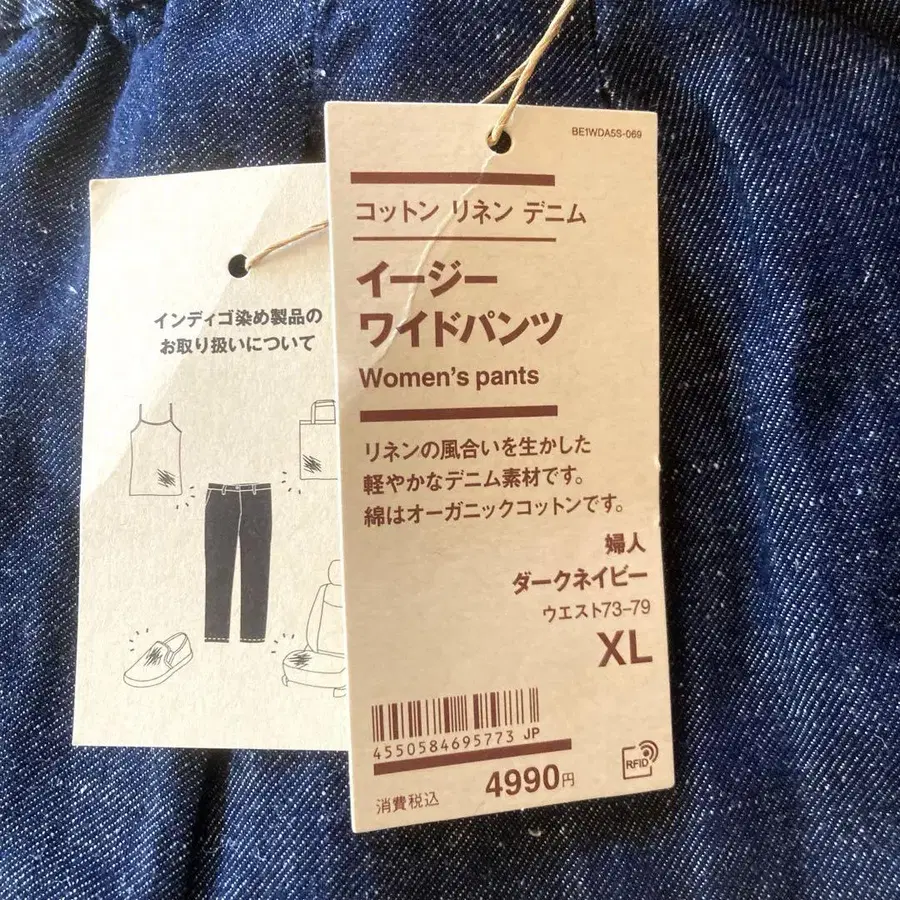 インディゴ染め製品の
お取り扱いについて
BE1WDA5S-069
コットン リネン デニム
イージー
ワイドパンツ
Women's pants
リネンの風合いを生かした
軽やかなデニム素材です。
綿はオーガニックコットンです。
婦人
ダークネイビー
ウエスト73-79
XL
4550584695773 JP
消費税込 4990円
RFID